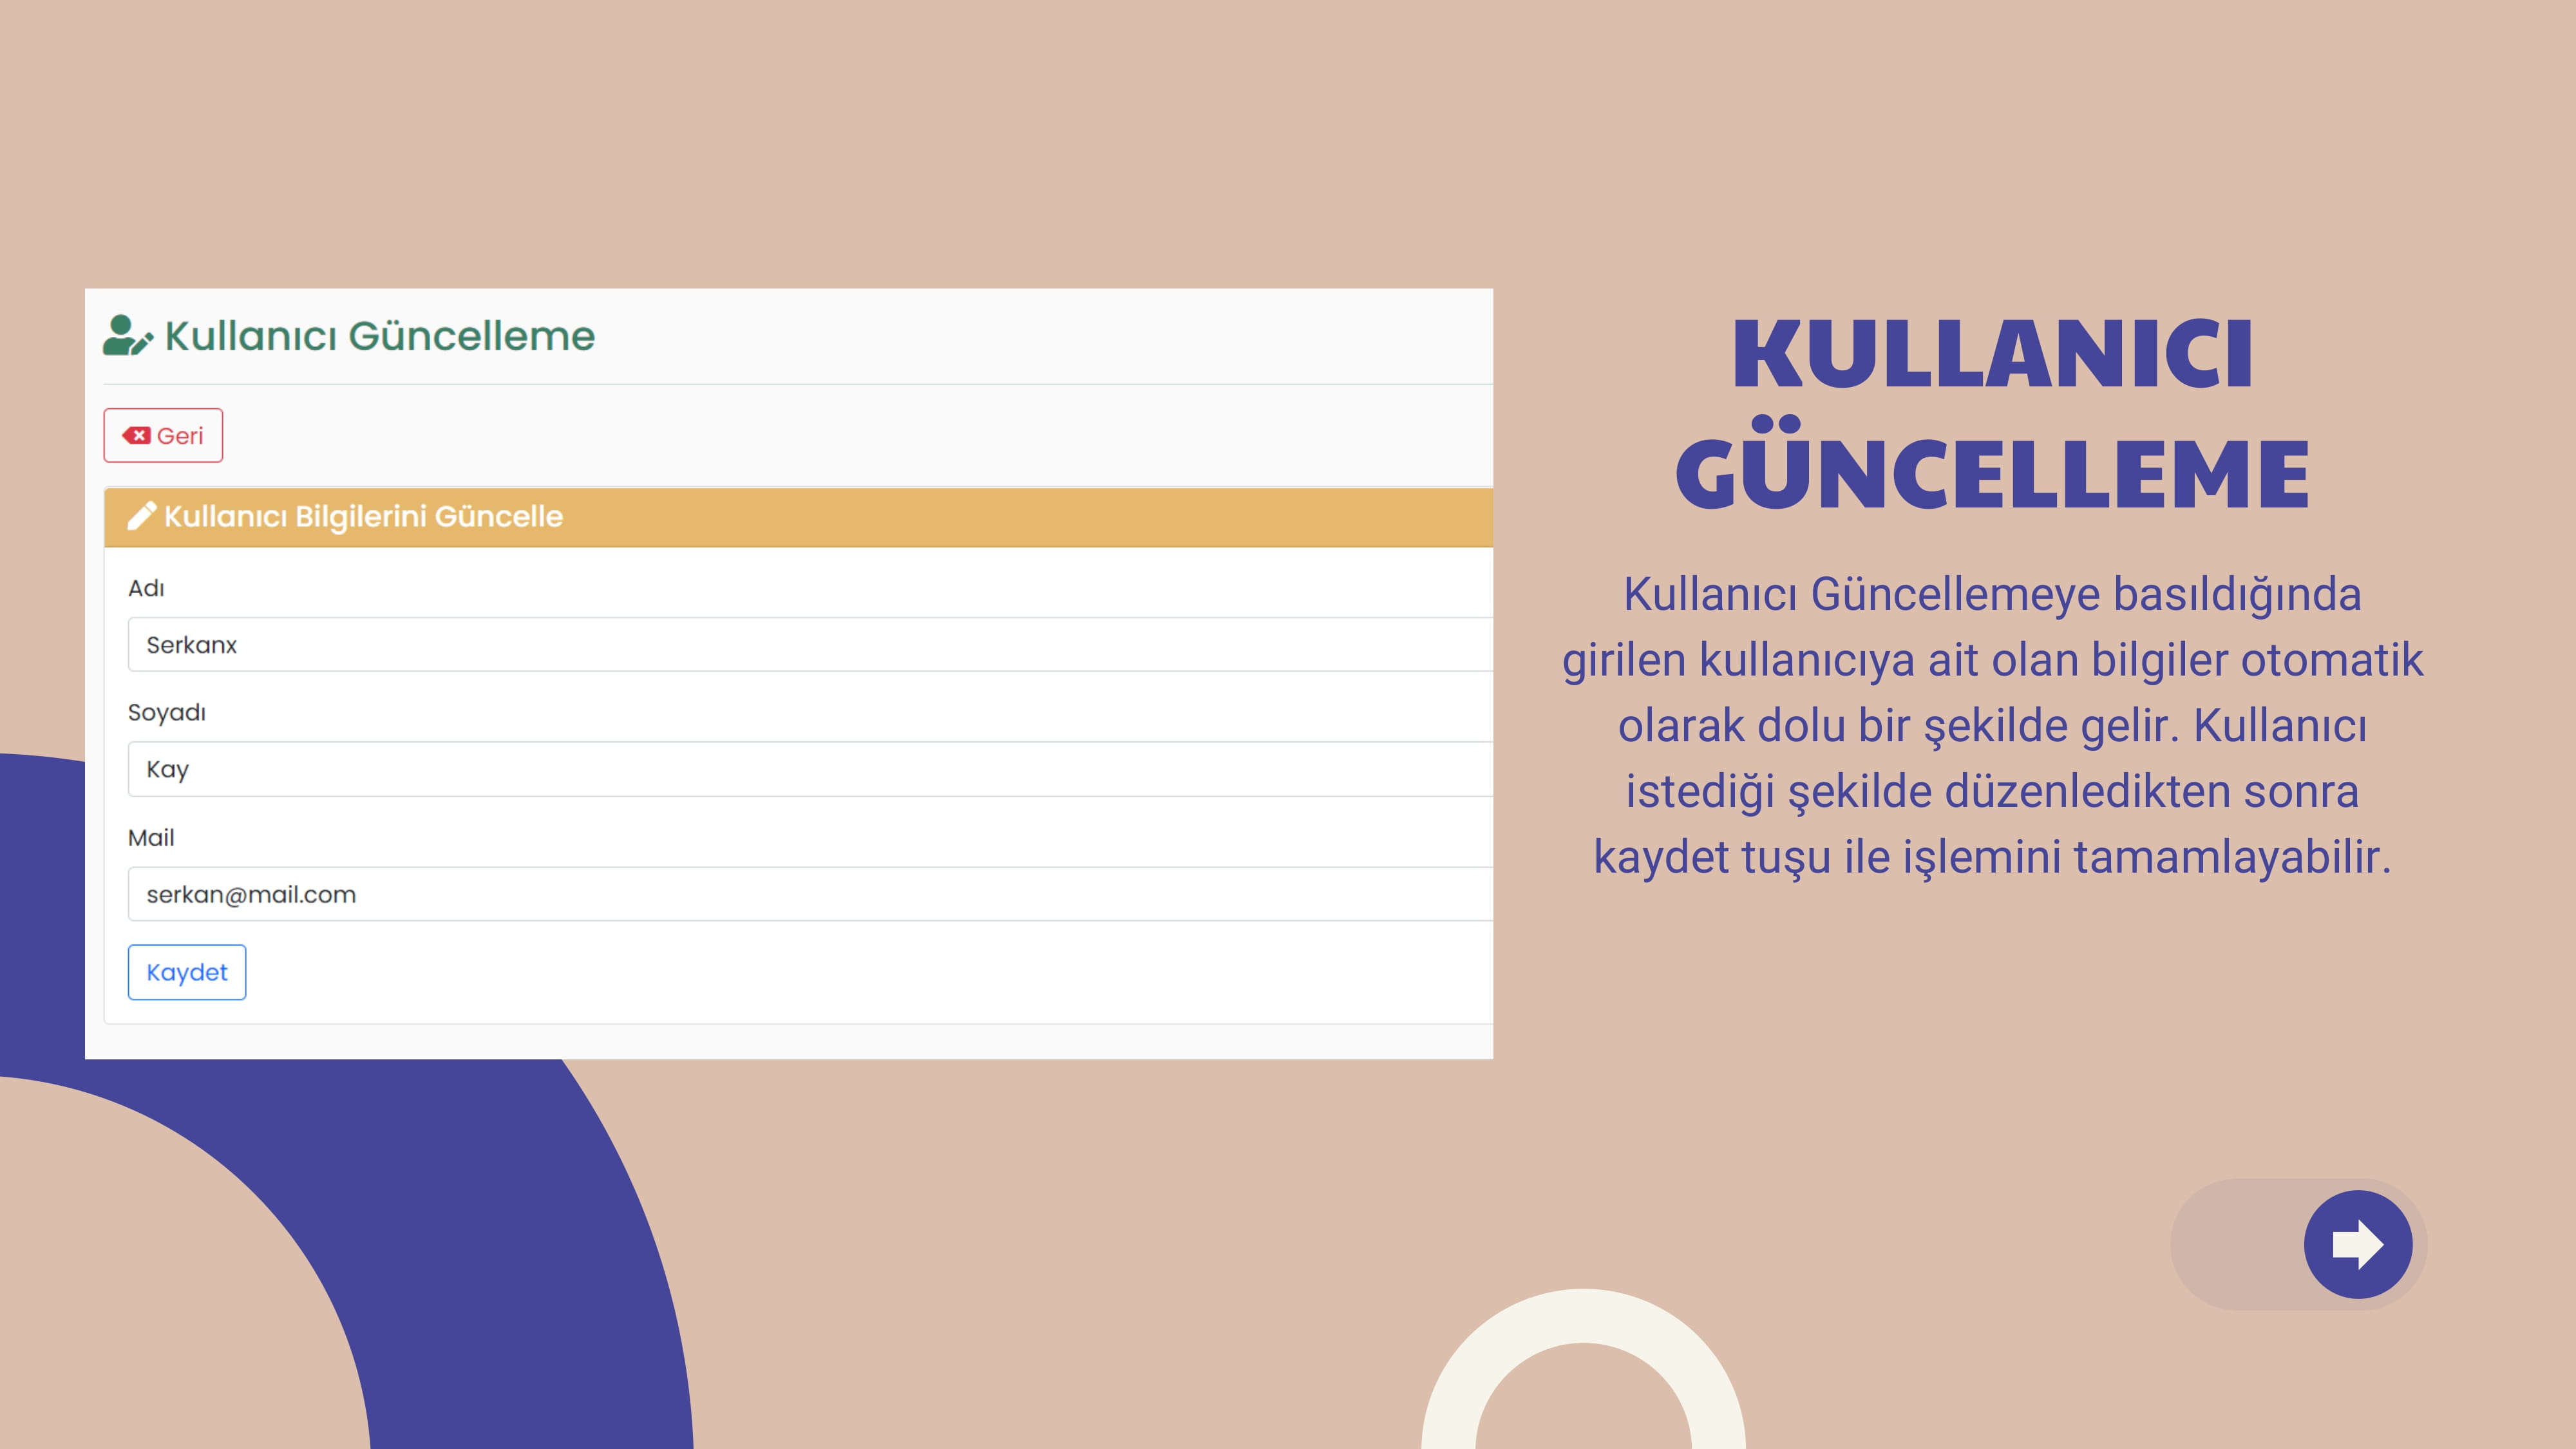 Kullanıcı Güncelleme
Geri
Kullanıcı Bilgilerini Güncelle
Adı
Serkanx
Soyadı
Kay
Mail
serkan@mail.com
Kaydet
KULLANICI
GÜNCELLEME
Kullanıcı Güncellemeye basıldığında
girilen kullanıcıya ait olan bilgiler otomatik
olarak dolu bir şekilde gelir. Kullanıcı
istediği şekilde düzenledikten sonra
kaydet tuşu ile işlemini tamamlayabilir.